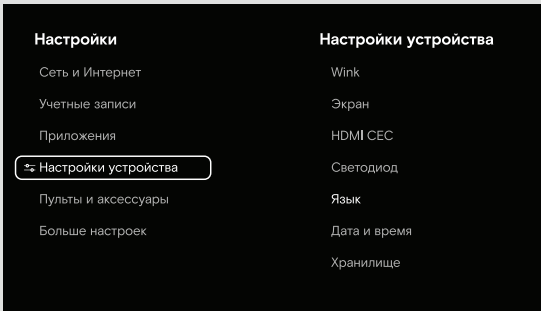 Настройки
Сеть и Интернет
Учетные записи
Приложения
Настройки устройства
Пульты и аксессуары
Больше настроек
Настройки устройства
Wink
Экран
HDMI CEC
Светодиод
Язык
Дата и время
Хранилище